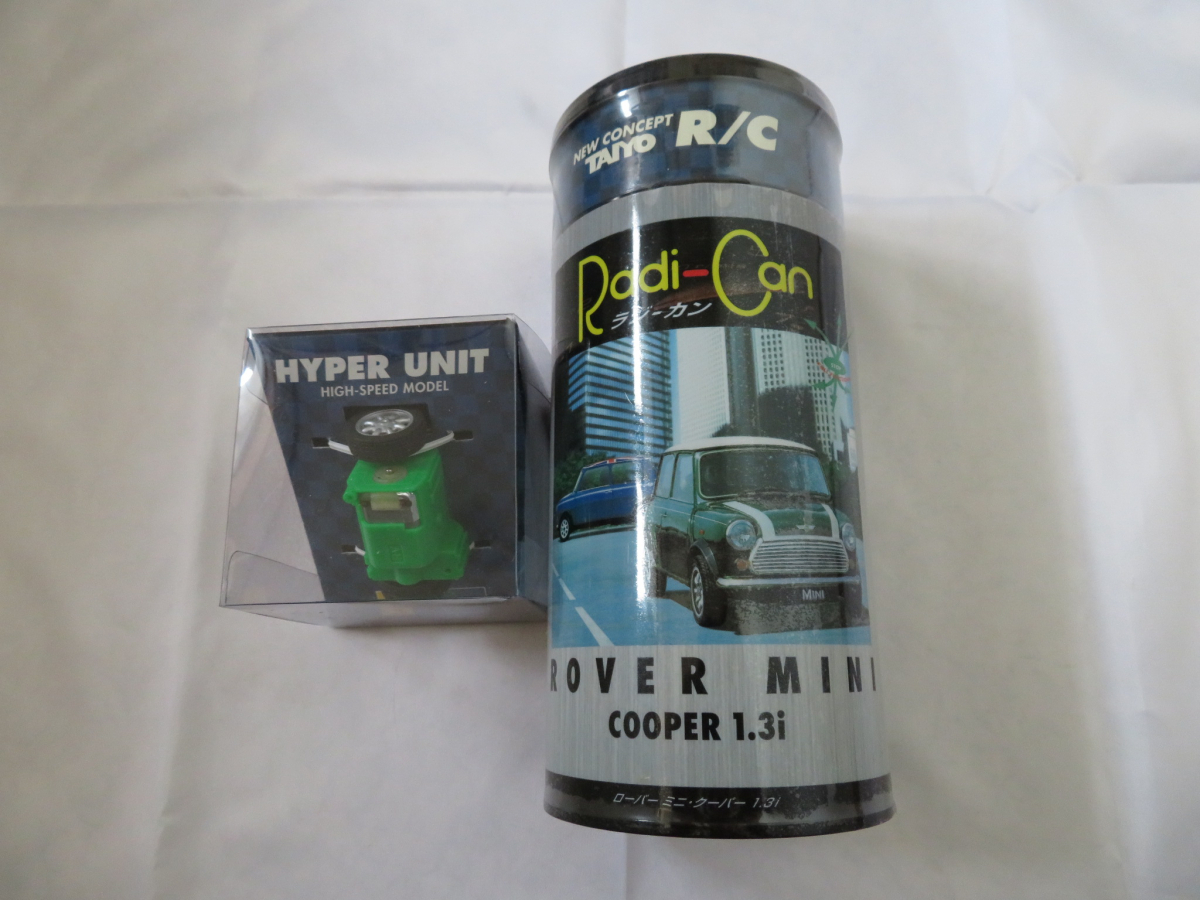 HYPER UNIT
HIGH-SPEED MODEL
NEW CONCEPT
TAIYO
R/C
Radi-Can
ラジ-カン
MINI
ROVER MINI
COOPER 1.3i
ローバー ミニ・クーパー 1.3i